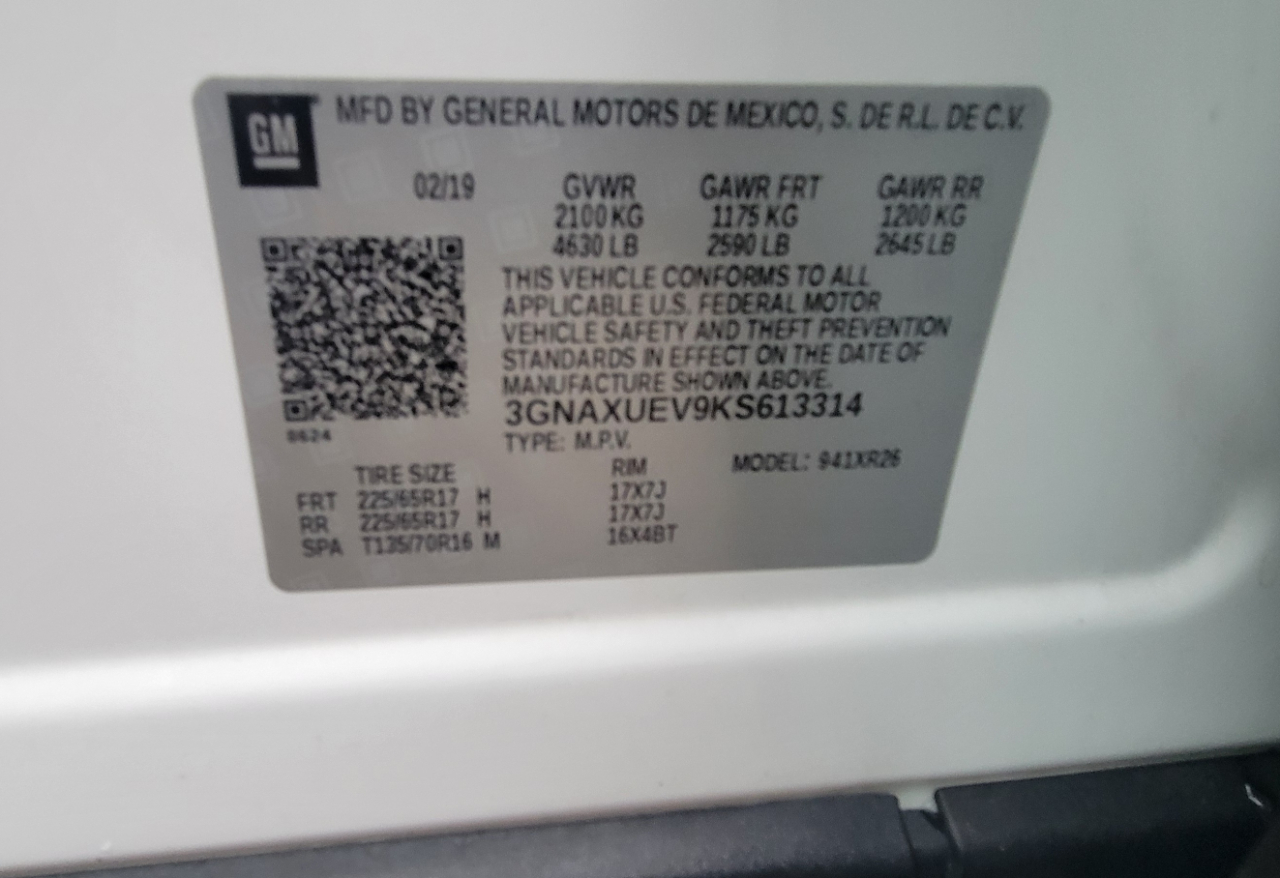 GM MFD BY GENERAL MOTORS DE MEXICO, S. DE R.L. DE C.V.
02/19 GVWR GAWR FRT GAWR RR
2100 KG 1175 KG 1200 KG
4630 LB 2590 LB 2645 LB
THIS VEHICLE CONFORMS TO ALL
APPLICABLE U.S. FEDERAL MOTOR
VEHICLE SAFETY AND THEFT PREVENTION
STANDARDS IN EFFECT ON THE DATE OF
MANUFACTURE SHOWN ABOVE.
3GNAXUEV9KS613314
0624
TYPE: M.P.V.
MODEL: 941XR26
TIRE SIZE RIM
FRT 225/65R17 H 17X7J
RR 225/65R17 H 17X7J
SPA T135/70R16 M 16X4BT